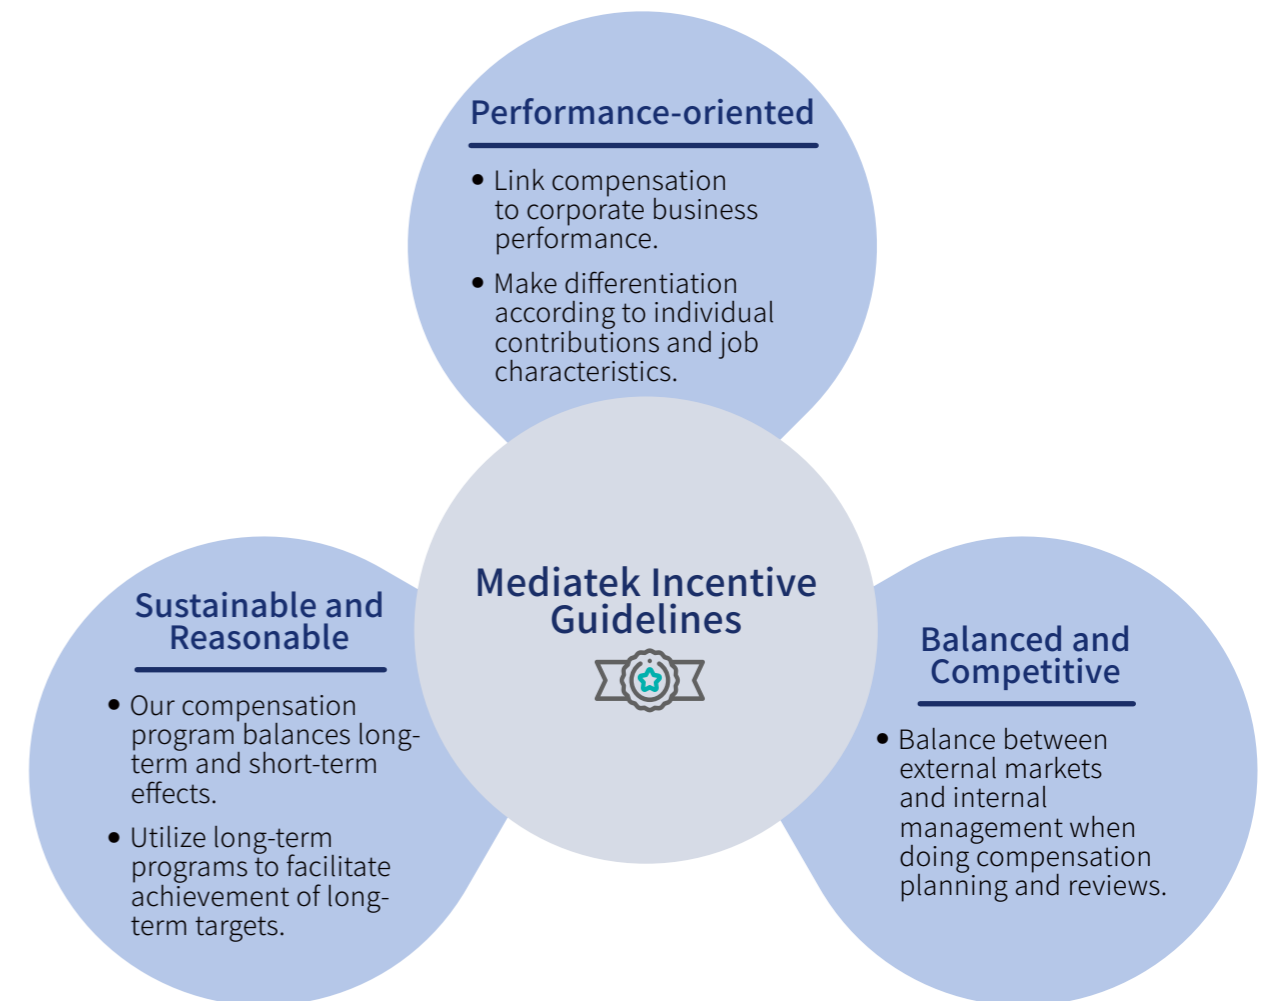 Performance-oriented
• Link compensation
to corporate business
performance.
• Make differentiation
according to individual
contributions and job
characteristics.
Mediatek Incentive
Guidelines
Sustainable and
Reasonable
• Our compensation
program balances long-
term and short-term
effects.
• Utilize long-term
programs to facilitate
achievement of long-
term targets.
Balanced and
Competitive
• Balance between
external markets
and internal
management when
doing compensation
planning and reviews.